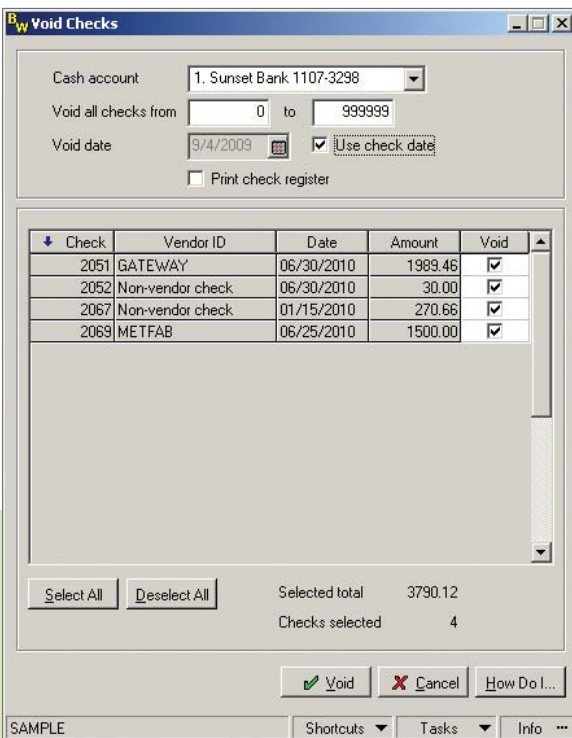 BW Void Checks
Cash account 1. Sunset Bank 1107-3298
Void all checks from 0 to 999999
Void date 9/4/2009 Use check date
Print check register
Check Vendor ID Date Amount Void
2051 GATEWAY 06/30/2010 1989.46
2052 Non-vendor check 06/30/2010 30.00
2067 Non-vendor check 01/15/2010 270.66
2069 METFAB 06/25/2010 1500.00
Select All Deselect All Selected total 3790.12
Checks selected 4
Void Cancel How Do I...
SAMPLE Shortcuts Tasks Info ...